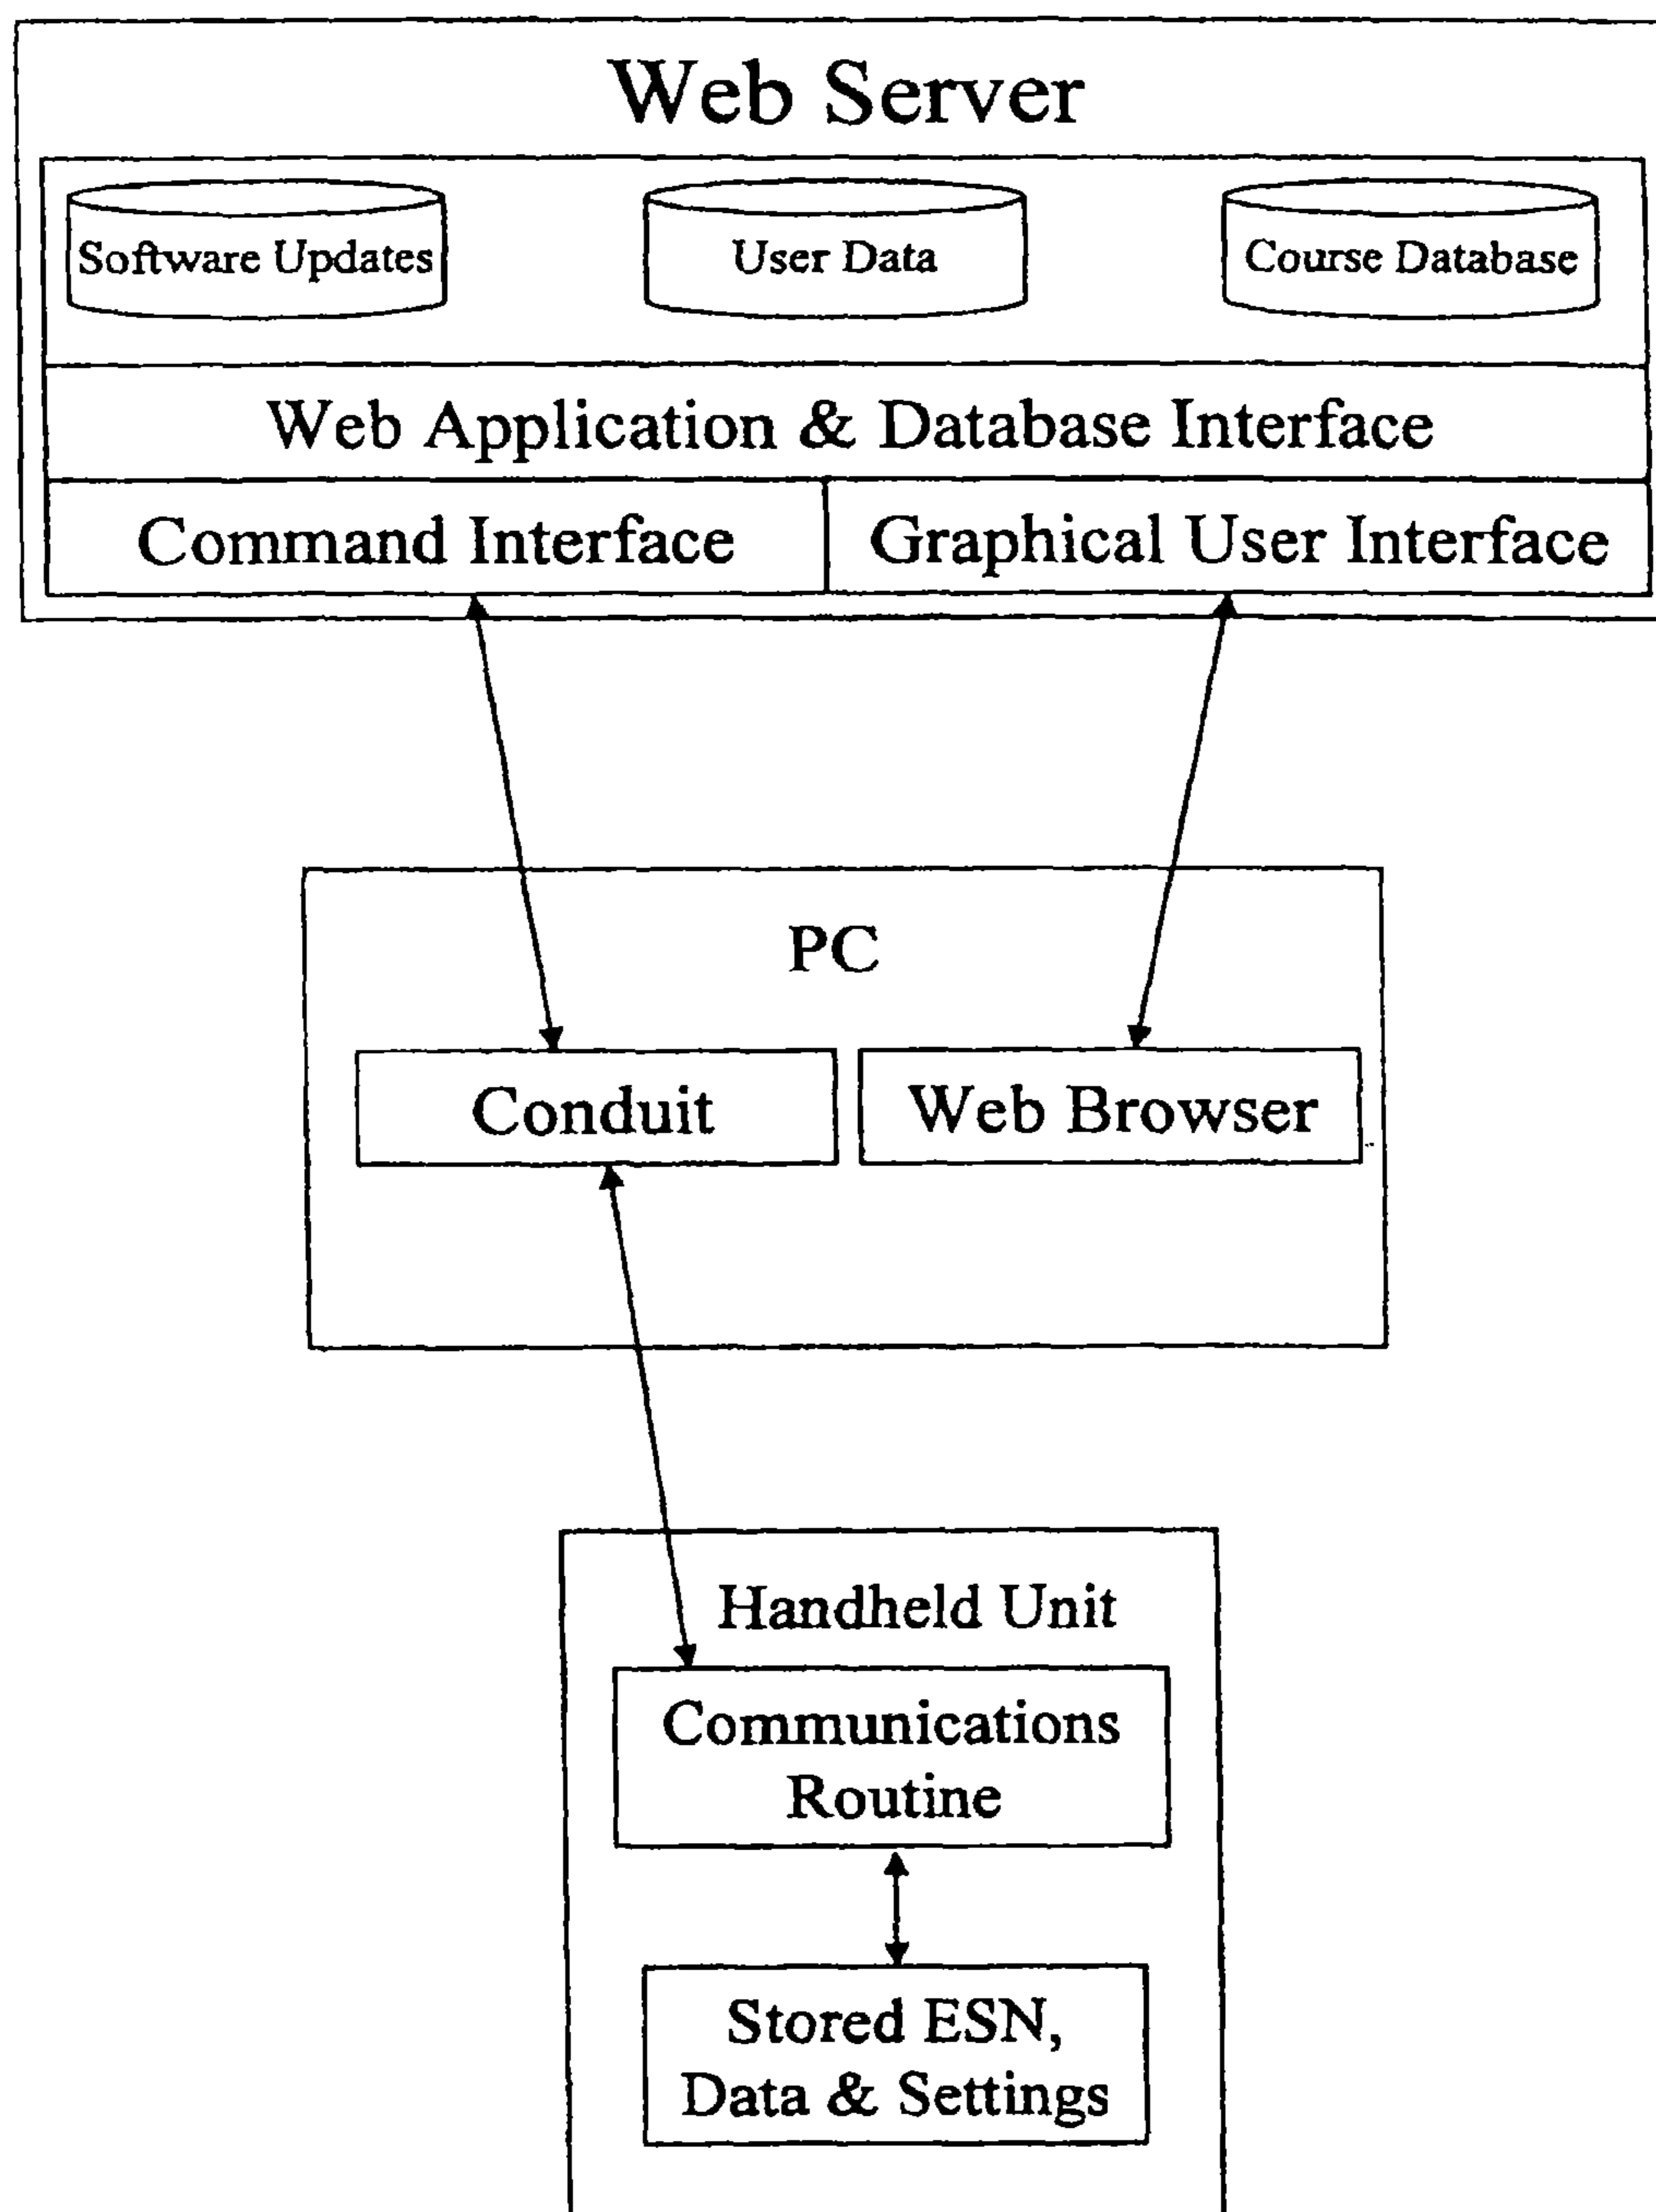 Web Server
Software Updates
User Data
Course Database
Web Application & Database Interface
Command Interface
Graphical User Interface
PC
Conduit
Web Browser
Handheld Unit
Communications
Routine
Stored ESN,
Data & Settings